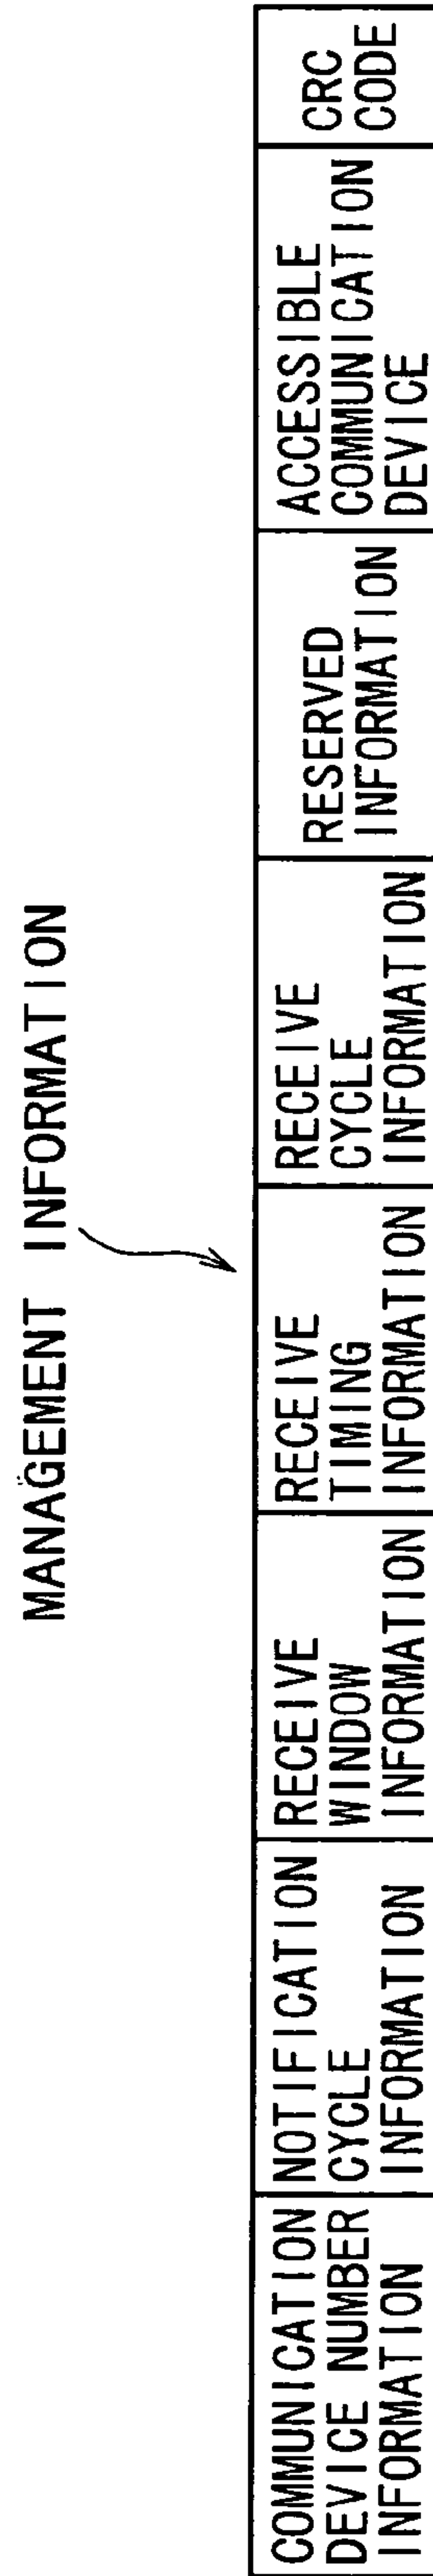 MANAGEMENT INFORMATION
COMMUNICATION
DEVICE NUMBER
INFORMATION
NOTIFICATION
CYCLE
INFORMATION
RECEIVE
WINDOW
INFORMATION
RECEIVE
TIMING
INFORMATION
RECEIVE
CYCLE
INFORMATION
RESERVED
INFORMATION
ACCESSIBLE
COMMUNICATION
DEVICE
CRC
CODE